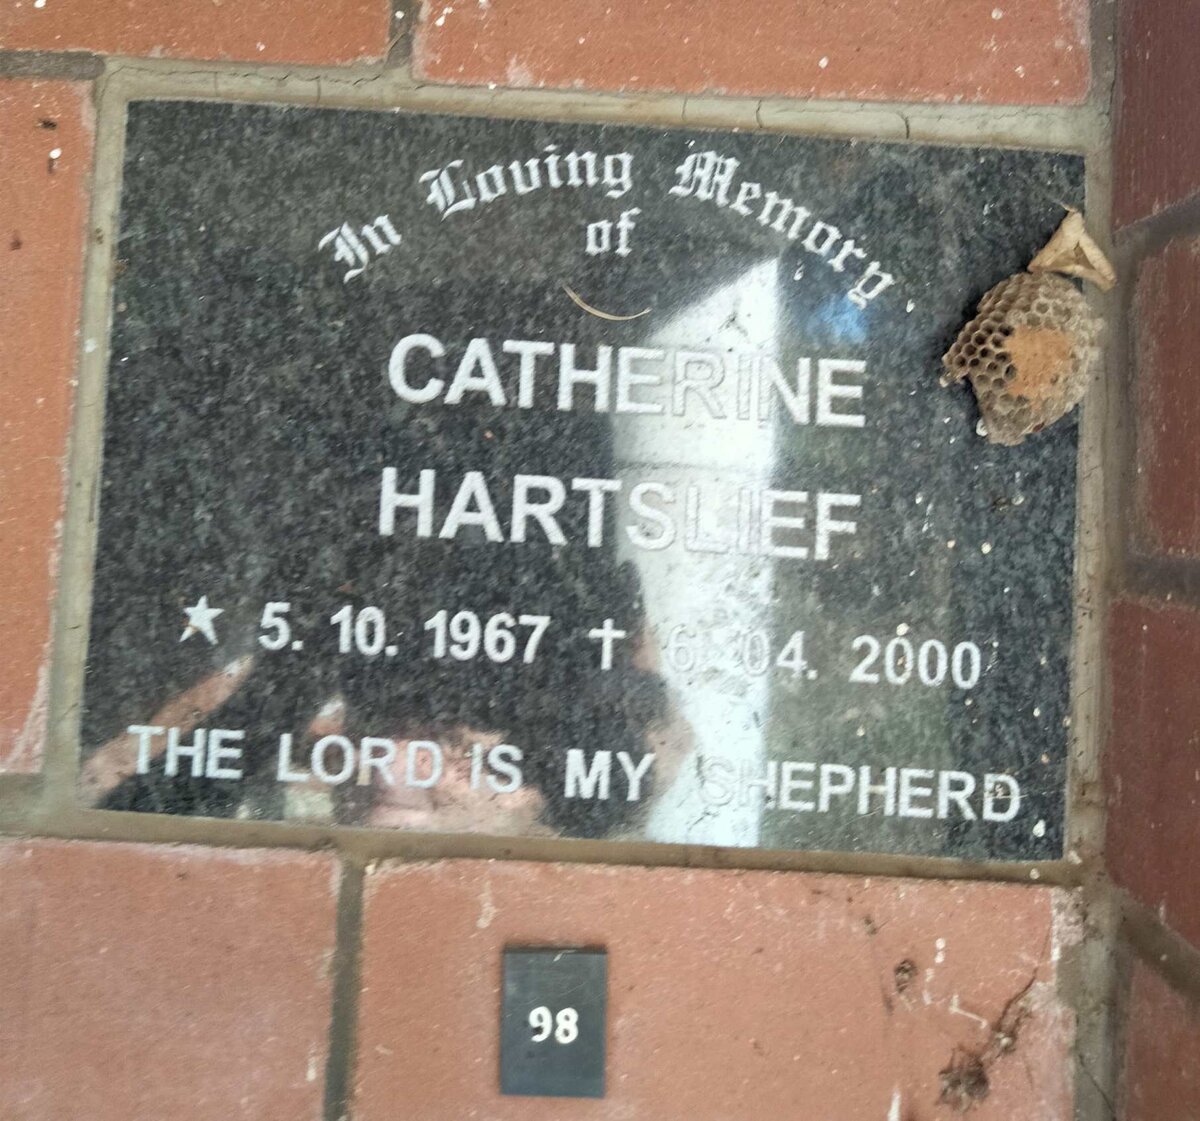 In Loving Memory
of
CATHERINE
HARTSLIEF
★ 5. 10. 1967 ✝ 6. 04. 2000
THE LORD IS MY SHEPHERD
98